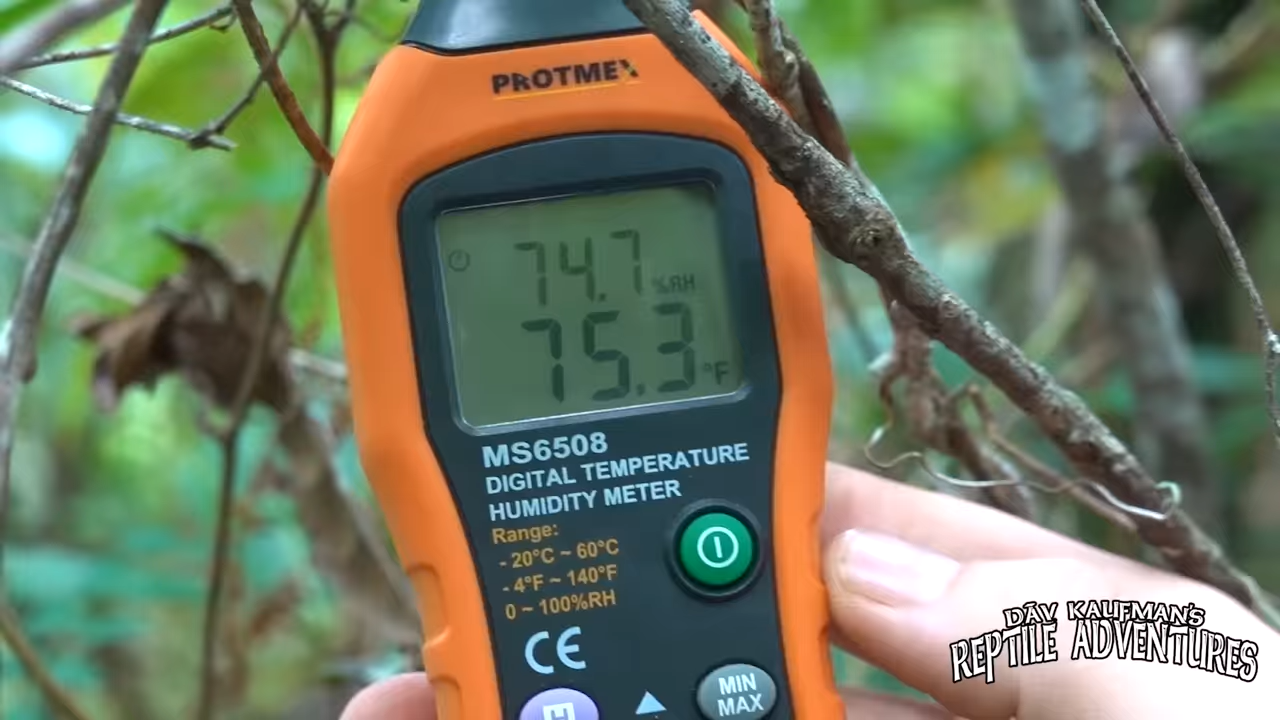 PROTMEX
74.7 %RH
75.3 °F
MS6508
DIGITAL TEMPERATURE
HUMIDITY METER
Range:
- 20°C ~ 60°C
- 4°F ~ 140°F
0 ~ 100%RH
CE
H
MIN
MAX
DĀV KAUFMAN'S
REPTILE ADVENTURES